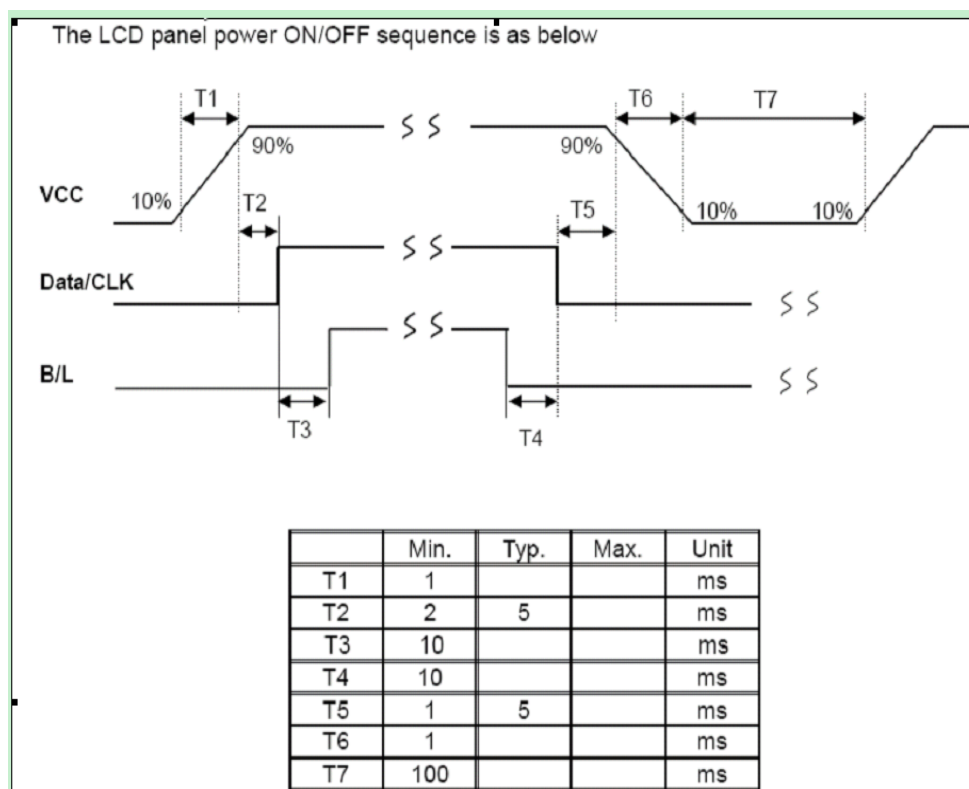 The LCD panel power ON/OFF sequence is as below
T1 T6 T7
90% 90%
VCC 10% T2 T5 10% 10%
Data/CLK
B/L
T3 T4
Min. Typ. Max. Unit
T1 1 ms
T2 2 5 ms
T3 10 ms
T4 10 ms
T5 1 5 ms
T6 1 ms
T7 100 ms